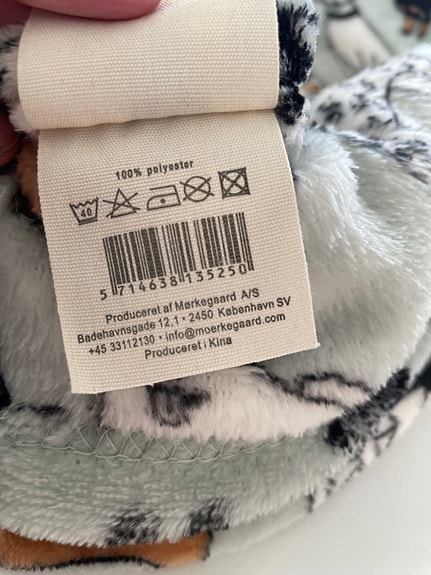 100% polyester
40
5 714638 135250
Produceret af Mørkegaard A/S
Badehavnsgade 12,1 • 2450 København SV
+45 33112130 • info@moerkegaard.com
Produceret i Kina